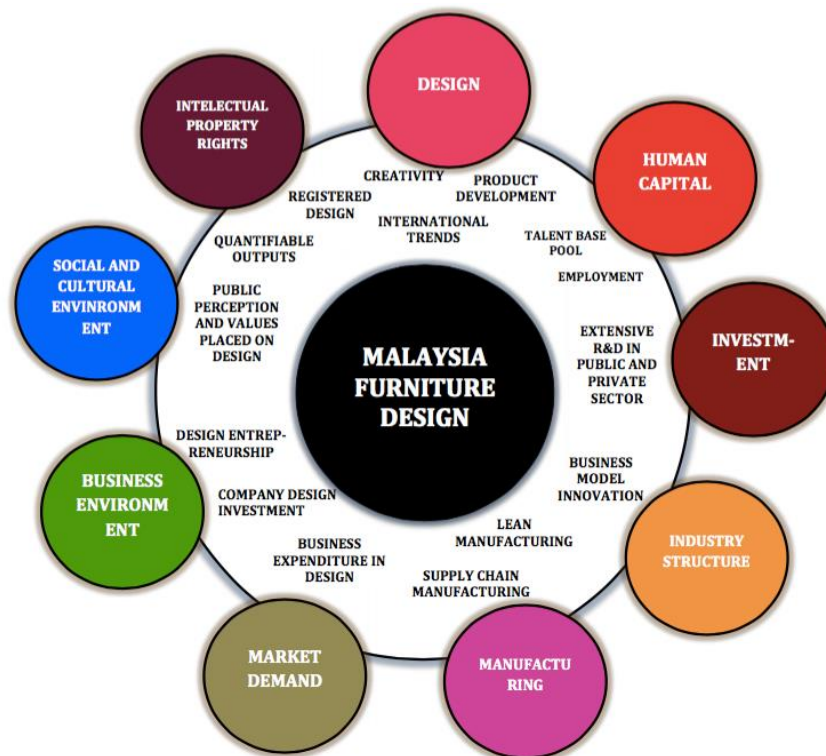 DESIGN
INTELECTUAL
PROPERTY
RIGHTS
HUMAN
CAPITAL
CREATIVITY
PRODUCT
DEVELOPMENT
REGISTERED
DESIGN
INTERNATIONAL
TRENDS
QUANTIFIABLE
OUTPUTS
TALENT BASE
POOL
EMPLOYMENT
SOCIAL AND
CULTURAL
ENVINRONM
ENT
PUBLIC
PERCEPTION
AND VALUES
PLACED ON
DESIGN
MALAYSIA
FURNITURE
DESIGN
EXTENSIVE
R&D IN
PUBLIC AND
PRIVATE
SECTOR
INVESTM-
ENT
DESIGN ENTREP-
RENEURSHIP
BUSINESS
ENVIRONM
ENT
COMPANY DESIGN
INVESTMENT
BUSINESS
MODEL
INNOVATION
LEAN
MANUFACTURING
INDUSTRY
STRUCTURE
BUSINESS
EXPENDITURE IN
DESIGN
SUPPLY CHAIN
MANUFACTURING
MARKET
DEMAND
MANUFACTU
RING